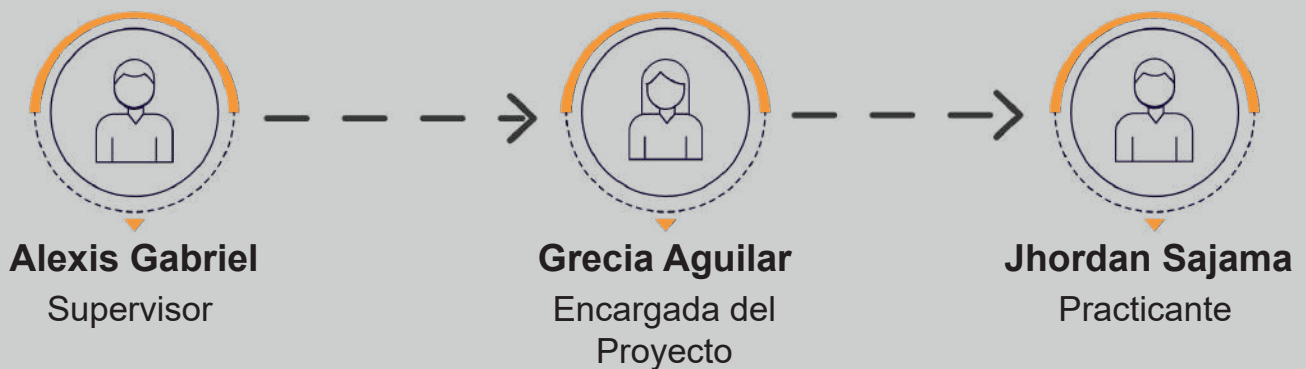 Alexis Gabriel
Supervisor
Grecia Aguilar
Encargada del
Proyecto
Jhordan Sajama
Practicante